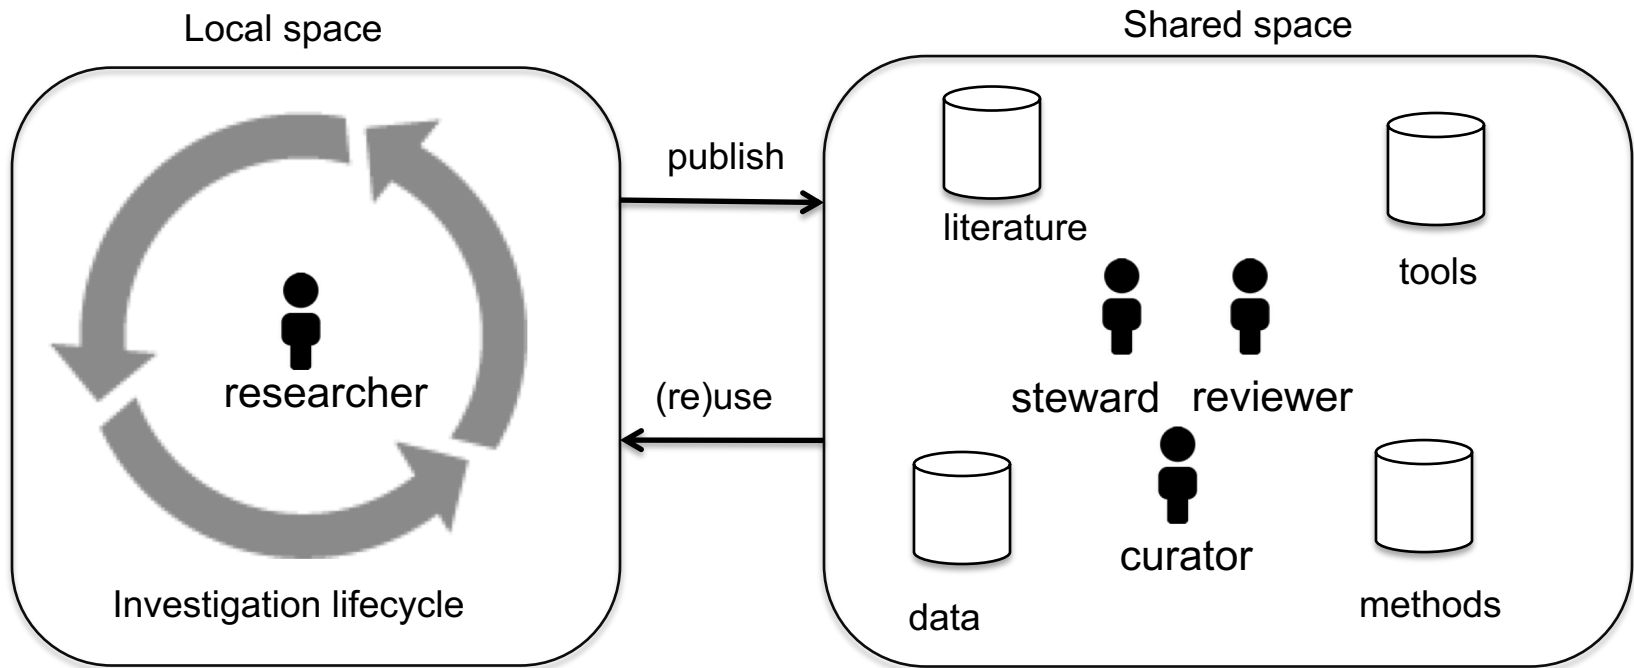 Local space
Shared space
publish
literature
tools
researcher
(re)use
steward
reviewer
curator
Investigation lifecycle
data
methods